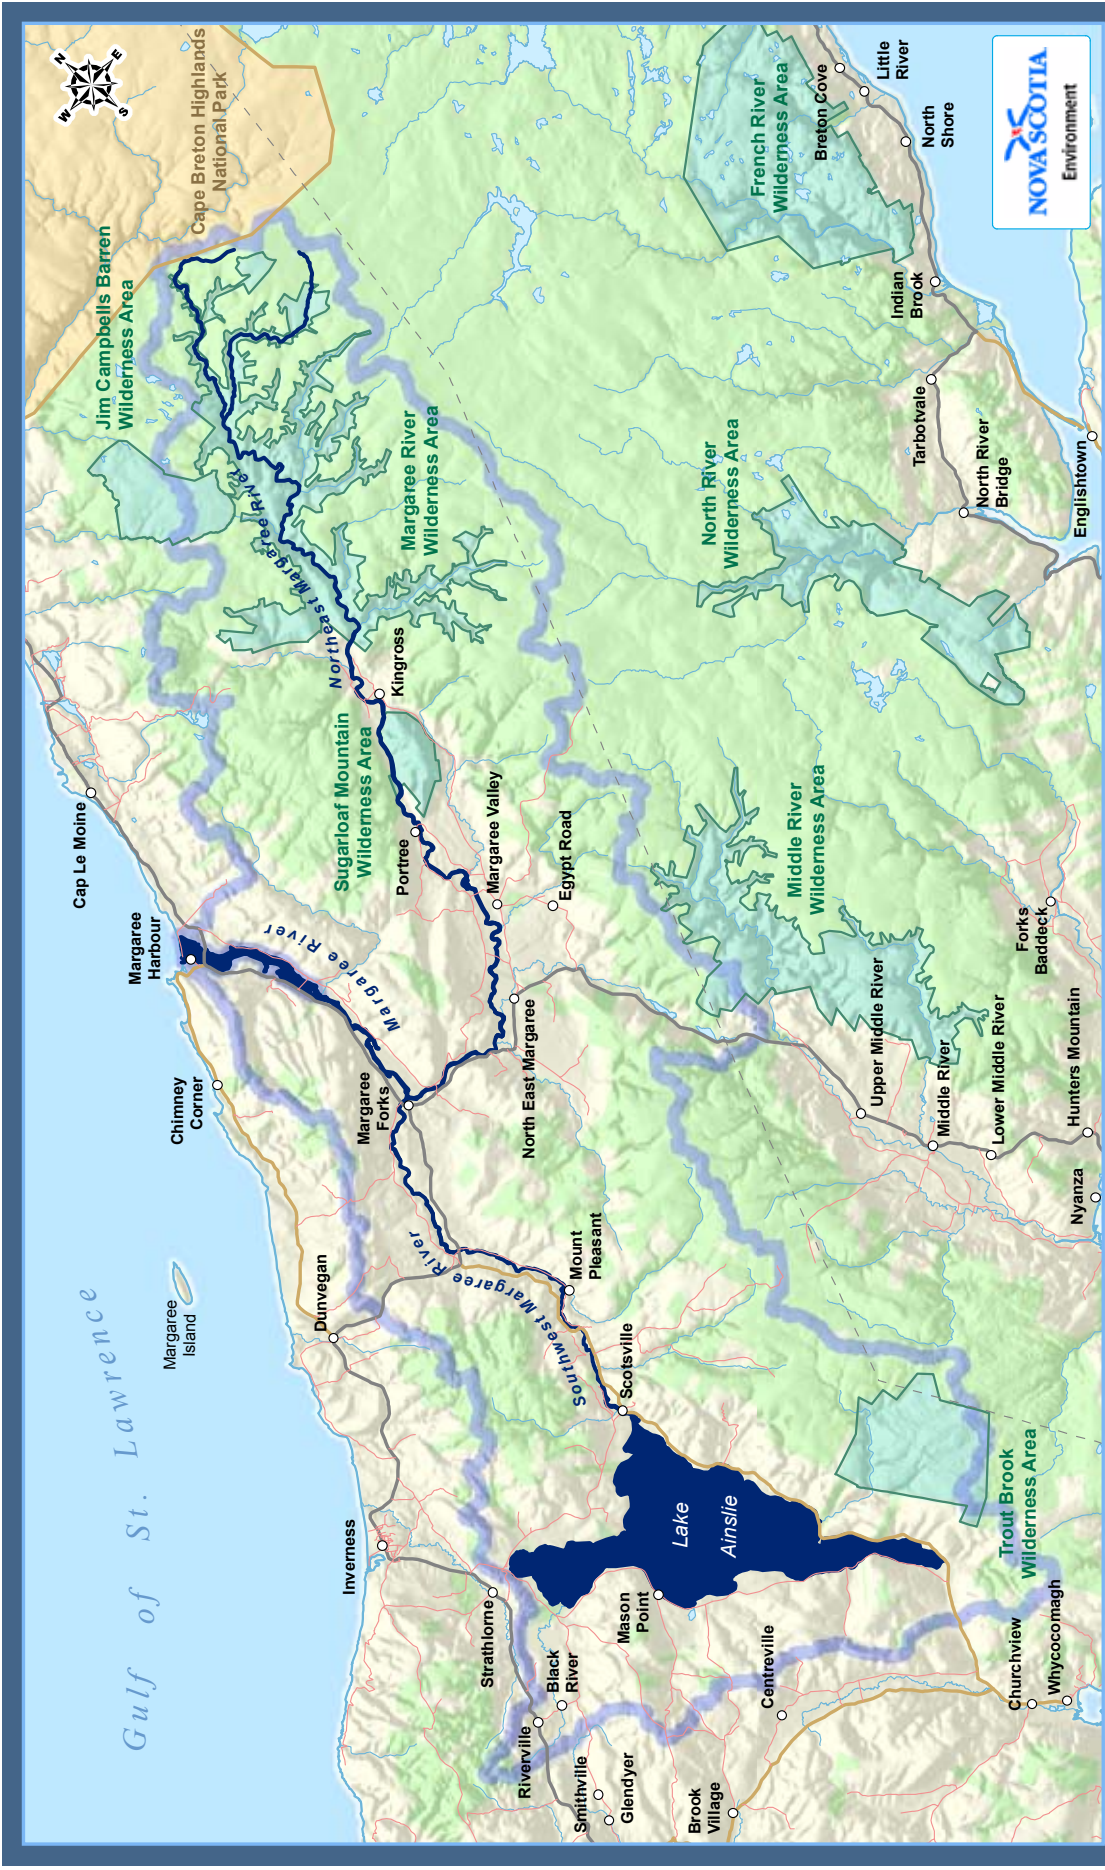 N
E
S
W
Cape Breton Highlands
National Park
Jim Campbells Barren
Wilderness Area
French River
Wilderness Area
Breton Cove
Little
River
North
Shore
NOVA SCOTIA
Environment
Indian
Brook
Tarbotvale
North River
Bridge
Englishtown
North River
Wilderness Area
Margaree River
Wilderness Area
Northeast Margaree River
Kingross
Sugarloaf Mountain
Wilderness Area
Portree
Margaree Valley
Egypt Road
Middle River
Wilderness Area
Forks
Baddeck
Cap Le Moine
Margaree
Harbour
Margaree River
Chimney
Corner
Margaree
Forks
North East Margaree
Upper Middle River
Middle River
Lower Middle River
Hunters Mountain
Nyanza
Gulf of St. Lawrence
Margaree
Island
Dunvegan
Southwest Margaree River
Mount
Pleasant
Scotsville
Lake
Ainslie
Trout Brook
Wilderness Area
Inverness
Strathlorne
Mason
Point
Black
River
Riverville
Smithville
Glendyer
Brook
Village
Centreville
Churchview
Whycocomagh